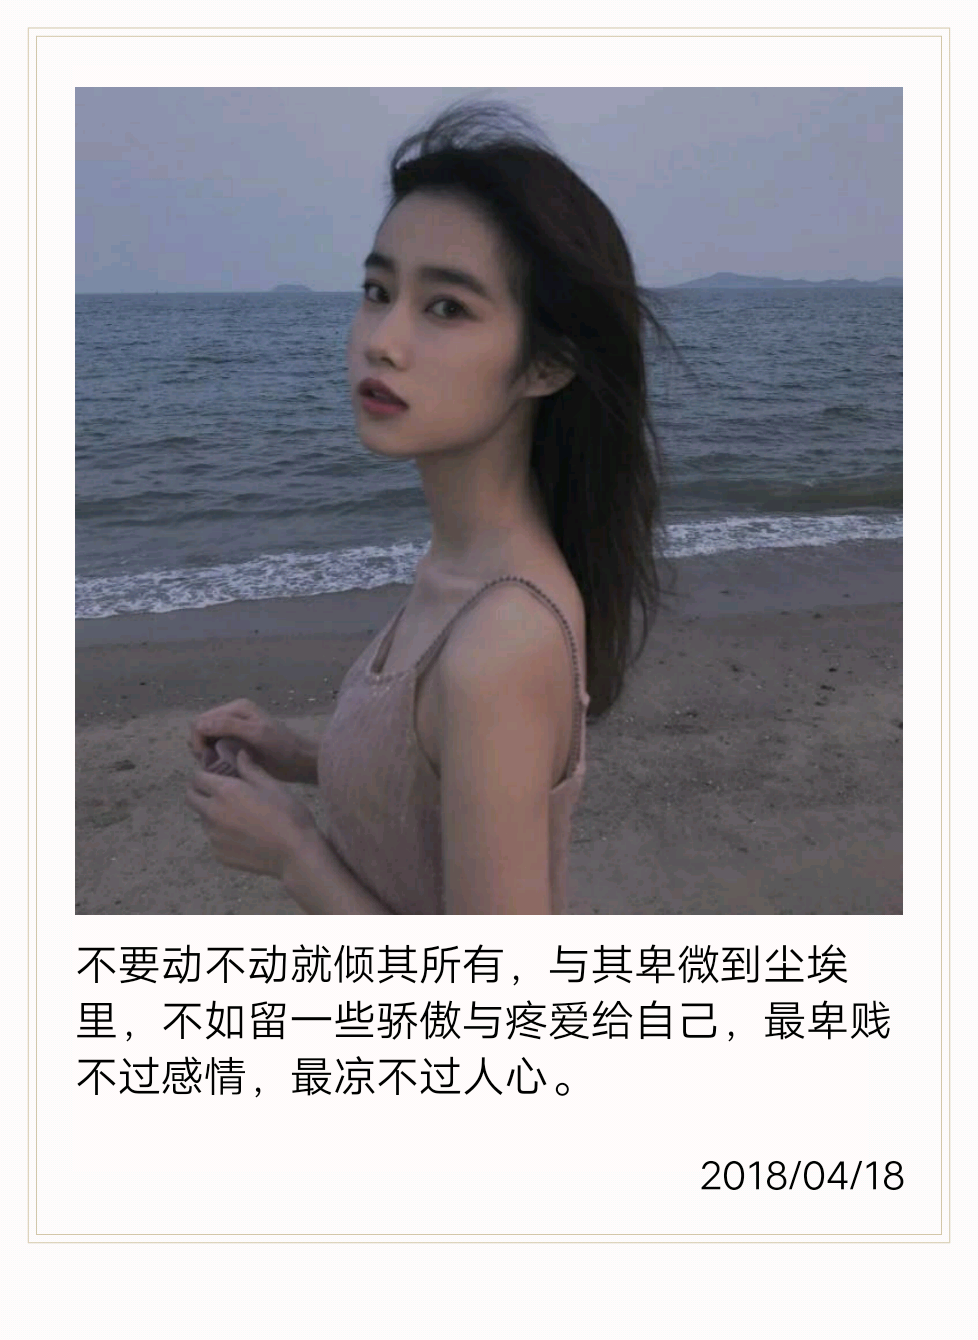 不要动不动就倾其所有，与其卑微到尘埃
里，不如留一些骄傲与疼爱给自己，最卑贱
不过感情，最凉不过人心。
2018/04/18